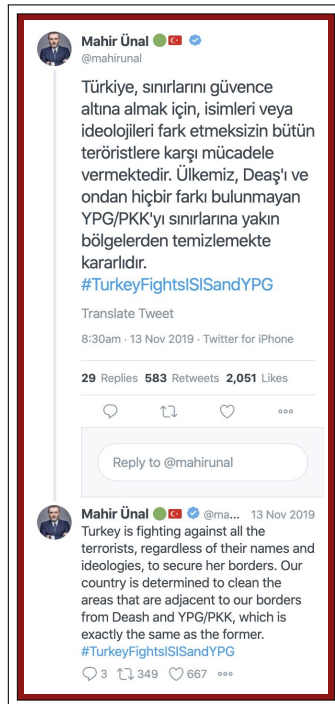 Mahir Ünal
@mahirunal
Türkiye, sınırlarını güvence
altına almak için, isimleri veya
ideolojileri fark etmeksizin bütün
teröristlere karşı mücadele
vermektedir. Ülkemiz, Deaş'ı ve
ondan hiçbir farkı bulunmayan
YPG/PKK'yı sınırlarına yakın
bölgelerden temizlemekte
kararlıdır.
#TurkeyFightsISISandYPG
Translate Tweet
8:30am · 13 Nov 2019 · Twitter for iPhone
29 Replies 583 Retweets 2,051 Likes
Reply to @mahirunal
Mahir Ünal @ma... 13 Nov 2019
Turkey is fighting against all the
terrorists, regardless of their names and
ideologies, to secure her borders. Our
country is determined to clean the
areas that are adjacent to our borders
from Deash and YPG/PKK, which is
exactly the same as the former.
#TurkeyFightsISISandYPG
3 349 667